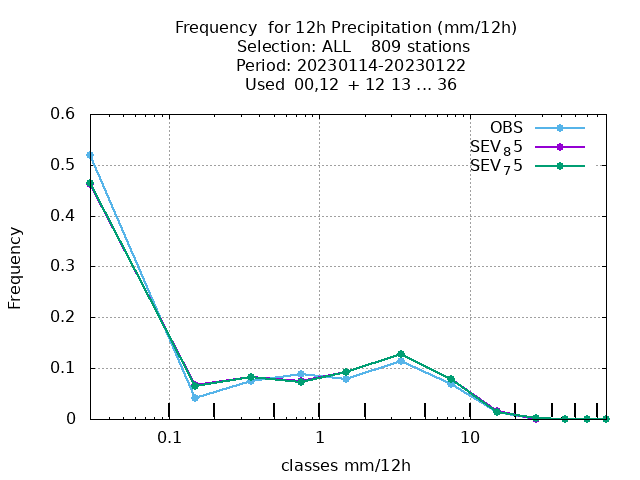 Frequency  for 12h Precipitation (mm/12h)
Selection: ALL    809 stations
Period: 20230114-20230122
Used  00,12  + 12 13 ... 36
OBS
SEV₈5
SEV₇5
0.6
0.5
0.4
0.3
0.2
0.1
0
Frequency
0.1 1 10
classes mm/12h